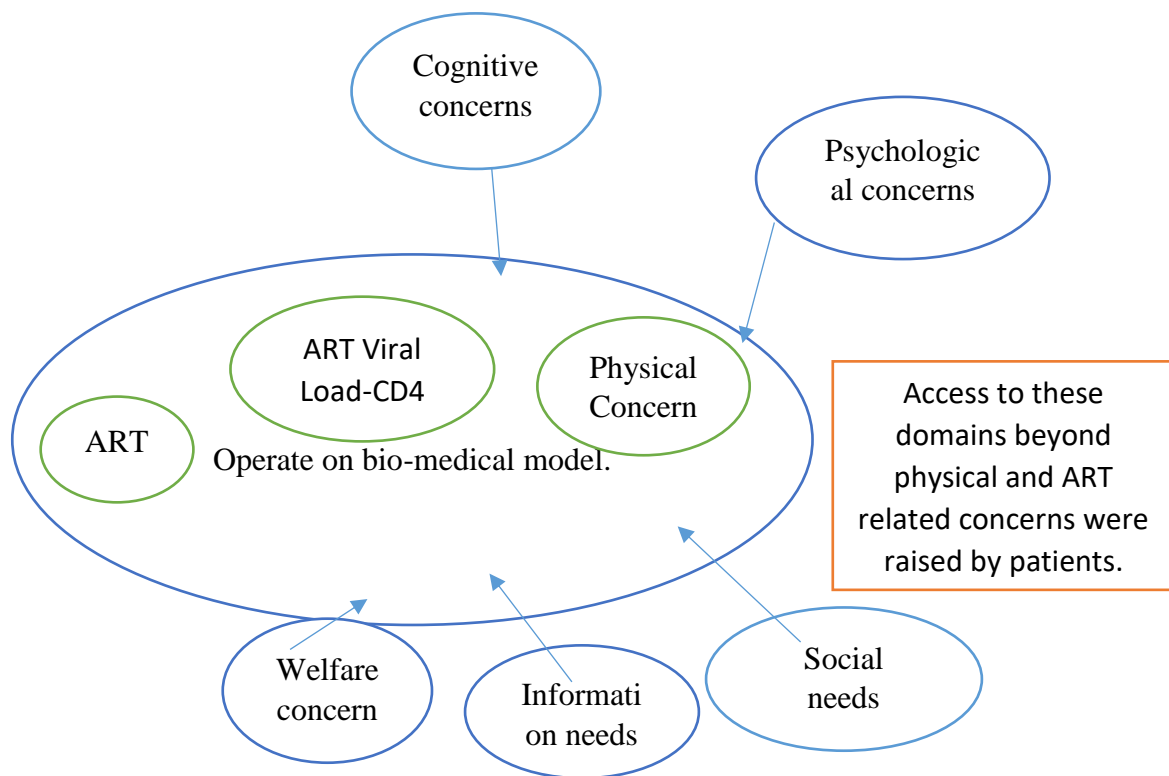 Cognitive
concerns
Psychologic
al concerns
ART Viral
Load-CD4
Physical
Concern
ART
Operate on bio-medical model.
Access to these
domains beyond
physical and ART
related concerns were
raised by patients.
Welfare
concern
Informati
on needs
Social
needs